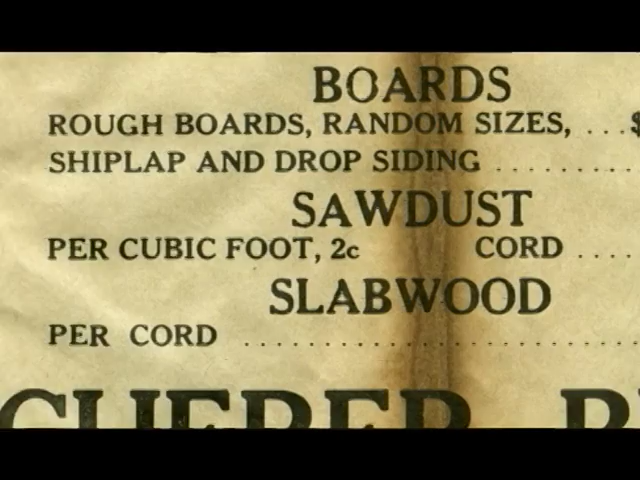 BOARDS
ROUGH BOARDS, RANDOM SIZES, . . . $
SHIPLAP AND DROP SIDING . . . . . . . . . .
SAWDUST
PER CUBIC FOOT, 2c CORD . . . .
SLABWOOD
PER CORD . . . . . . . . . . . . . . . . . . . . . . . . . . . . . .